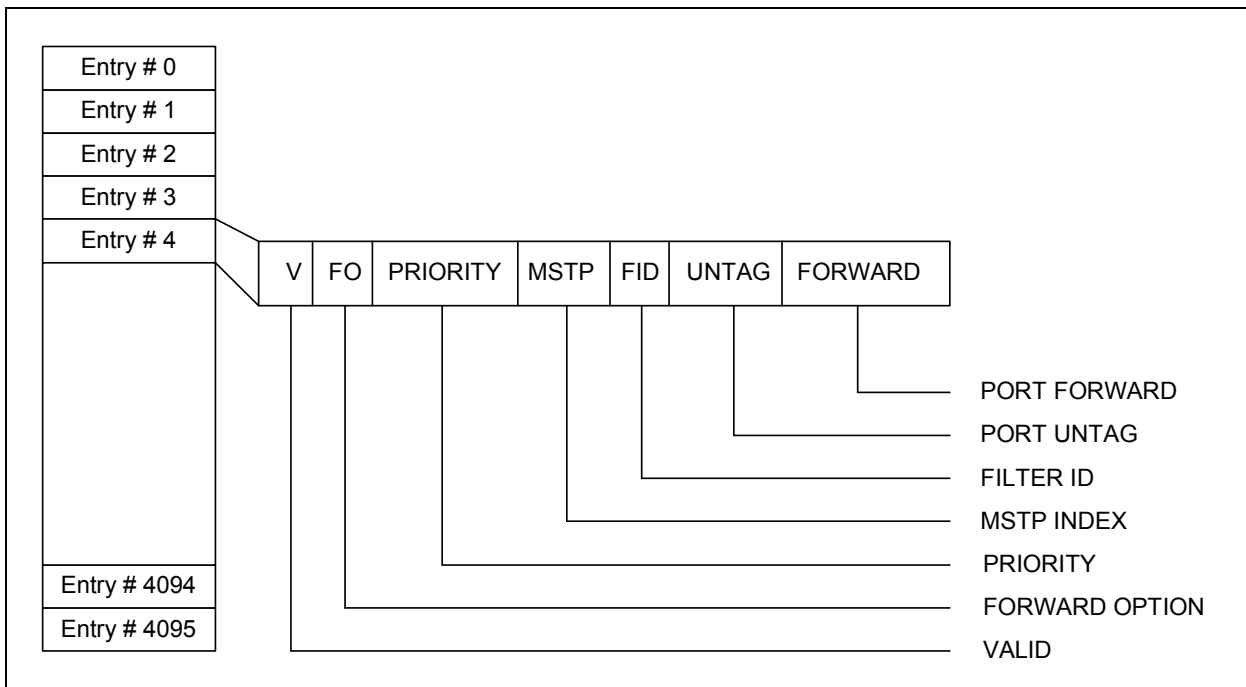 Entry # 0
Entry # 1
Entry # 2
Entry # 3
Entry # 4
V FO PRIORITY MSTP FID UNTAG FORWARD
PORT FORWARD
PORT UNTAG
FILTER ID
MSTP INDEX
PRIORITY
FORWARD OPTION
VALID
Entry # 4094
Entry # 4095